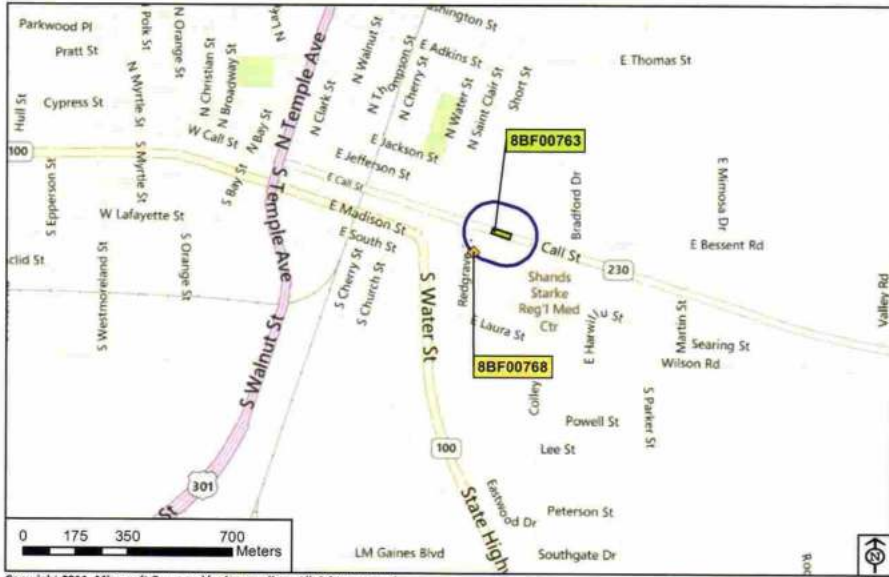 Parkwood Pl
Pratt St
Cypress St
Hull St
N Polk St
N Orange St
N Myrtle St
N Christian St
N Broadway St
N Bay St
W Call St
N Temple Ave
N Clark St
N Walnut St
N Thompson St
N Cherry St
E Adkins St
N Water St
N Saint Clair St
Short St
E Thomas St
E Jackson St
E Jefferson St
E Call St
8BF00763
100
S Epperson St
S Myrtle St
S Bay St
S Temple Ave
E Madison St
E South St
W Lafayette St
S Orange St
S Westmoreland St
S Cherry St
S Church St
S Water St
Redgrave
Bradford Dr
E Mimosa Dr
E Bessent Rd
Call St
230
Valley Rd
Shands
Starke
Reg'l Med
Ctr
E Laura St
Martin St
Searing St
Wilson Rd
8BF00768
S Walnut St
Colley
Powell St
S Parker St
Lee St
100
301
Eastwood Dr
Peterson St
State High
LM Gaines Blvd
Southgate Dr
0 175 350 700
Meters
N